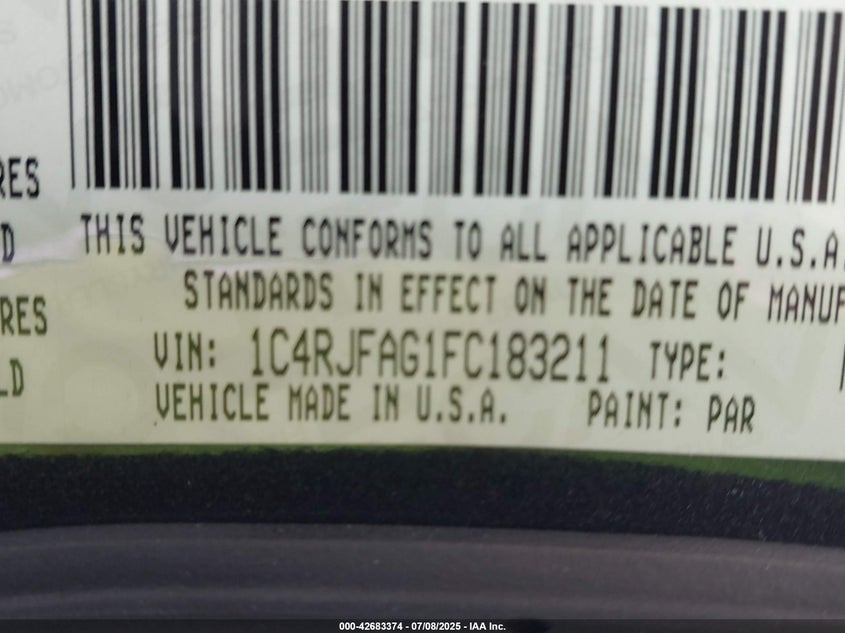 RES
D
THIS VEHICLE CONFORMS TO ALL APPLICABLE U.S.A.
STANDARDS IN EFFECT ON THE DATE OF MANUF
RES
LD
VIN: 1C4RJFAG1FC183211 TYPE:
VEHICLE MADE IN U.S.A. PAINT: PAR
000-42683374 - 07/08/2025 - IAA Inc.